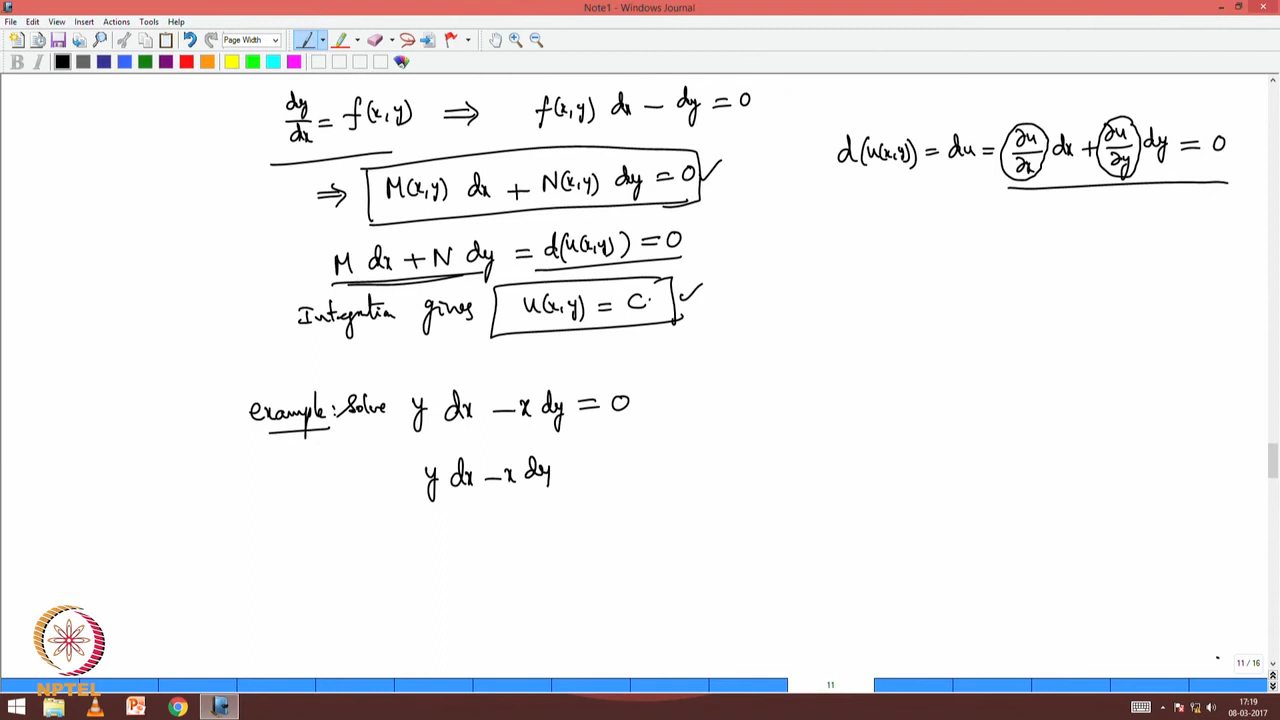 Note1 - Windows Journal
File Edit View Insert Actions Tools Help
Page Width
B I
dy/dx = f(x,y) ⟹ f(x,y) dx − dy = 0
d(u(x,y)) = du = ∂u/∂x dx + ∂u/∂y dy = 0
⟹ M(x,y) dx + N(x,y) dy = 0 ✓
M dx + N dy = d(u(x,y)) = 0
Integration gives u(x,y) = C. ✓
example: Solve y dx − x dy = 0
y dx − x dy
11 / 16
NPTEL
11
17:19
08-03-2017